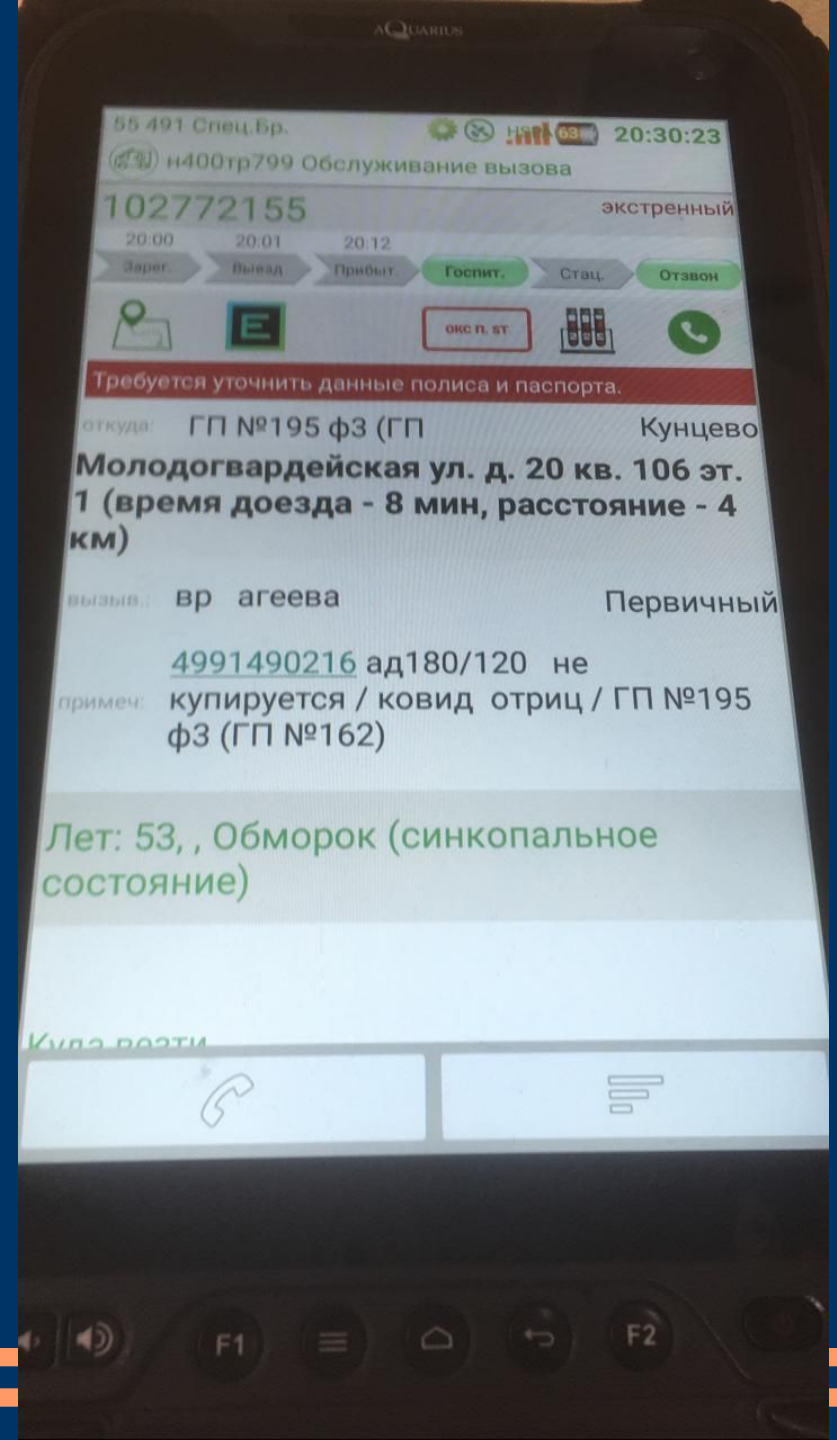 AQUARIUS
55 491 Спец.Бр. 63 20:30:23
н400тр799 Обслуживание вызова
102772155 экстренный
20:00 20:01 20:12
Зарег. Выезд Прибыт. Госпит. Стац. Отзвон
E окс п. st
Требуется уточнить данные полиса и паспорта.
откуда: ГП №195 ф3 (ГП Кунцево
Молодогвардейская ул. д. 20 кв. 106 эт.
1 (время доезда - 8 мин, расстояние - 4
км)
вызыв.: вр агеева Первичный
4991490216 ад180/120 не
примеч: купируется / ковид отриц / ГП №195
ф3 (ГП №162)
Лет: 53, , Обморок (синкопальное
состояние)
F1 F2